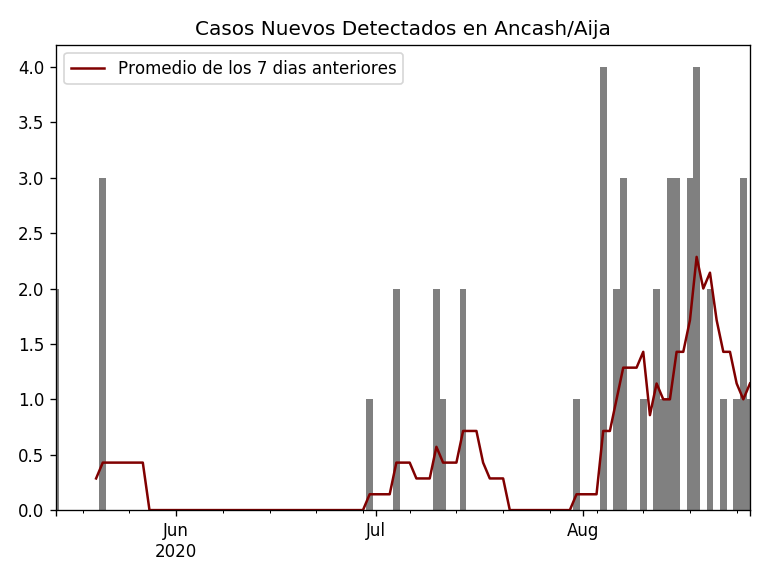 Casos Nuevos Detectados en Ancash/Aija
Promedio de los 7 dias anteriores
4.0
3.5
3.0
2.5
2.0
1.5
1.0
0.5
0.0
Jun
2020
Jul
Aug